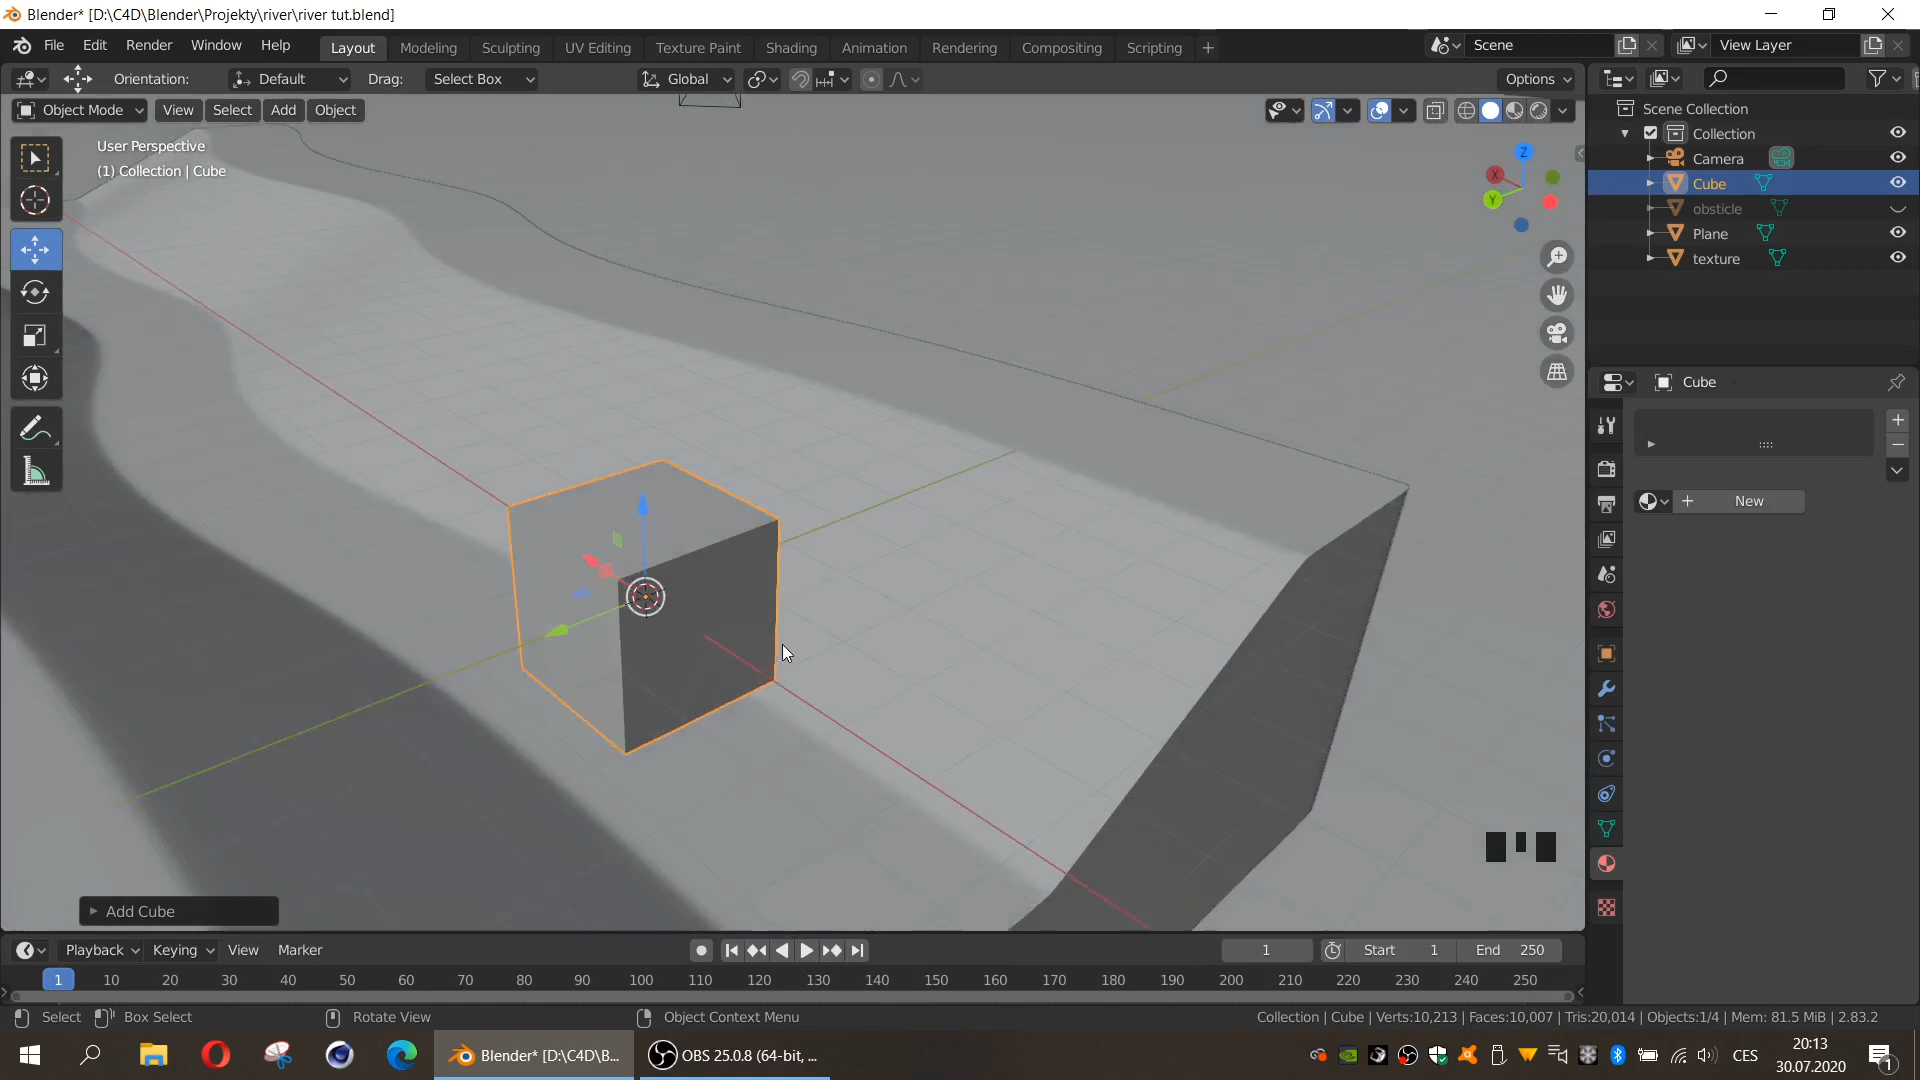 Blender* [D:\C4D\Blender\Projekty\river\river tut.blend]
File Edit Render Window Help Layout Modeling Sculpting UV Editing Texture Paint Shading Animation Rendering Compositing Scripting + Scene View Layer
Orientation: Default Drag: Select Box Global Options
Object Mode View Select Add Object
User Perspective
(1) Collection | Cube
Z
X
Y
Scene Collection
Collection
Camera
Cube
obsticle
Plane
texture
Cube
+ New
Add Cube
Playback Keying View Marker 1 Start 1 End 250
1 10 20 30 40 50 60 70 80 90 100 110 120 130 140 150 160 170 180 190 200 210 220 230 240 250
Select Box Select Rotate View Object Context Menu Collection | Cube | Verts:10,213 | Faces:10,007 | Tris:20,014 | Objects:1/4 | Mem: 81.5 MiB | 2.83.2
Blender* [D:\C4D\B... OBS 25.0.8 (64-bit, ... CES 20:13
30.07.2020 1